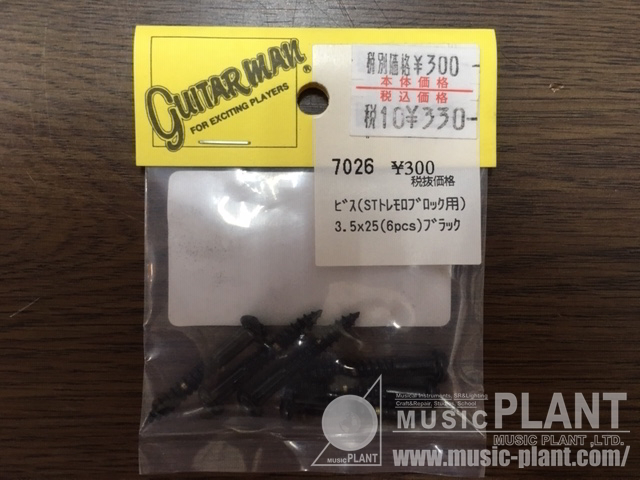 GUITAR MAN ®
FOR EXCITING PLAYERS
税別価格¥300
本体価格
税込価格
税10¥330-
7026 ¥300
税抜価格
ﾋﾞｽ(STﾄﾚﾓﾛﾌﾞﾛｯｸ用)
3.5x25(6pcs)ﾌﾞﾗｯｸ
Musical Instruments, SR&Lighting
Craft&Repair, Studio, School
MUSIC PLANT
MUSIC PLANT ,LTD.
MUSIC PLANT
www.music-plant.com/